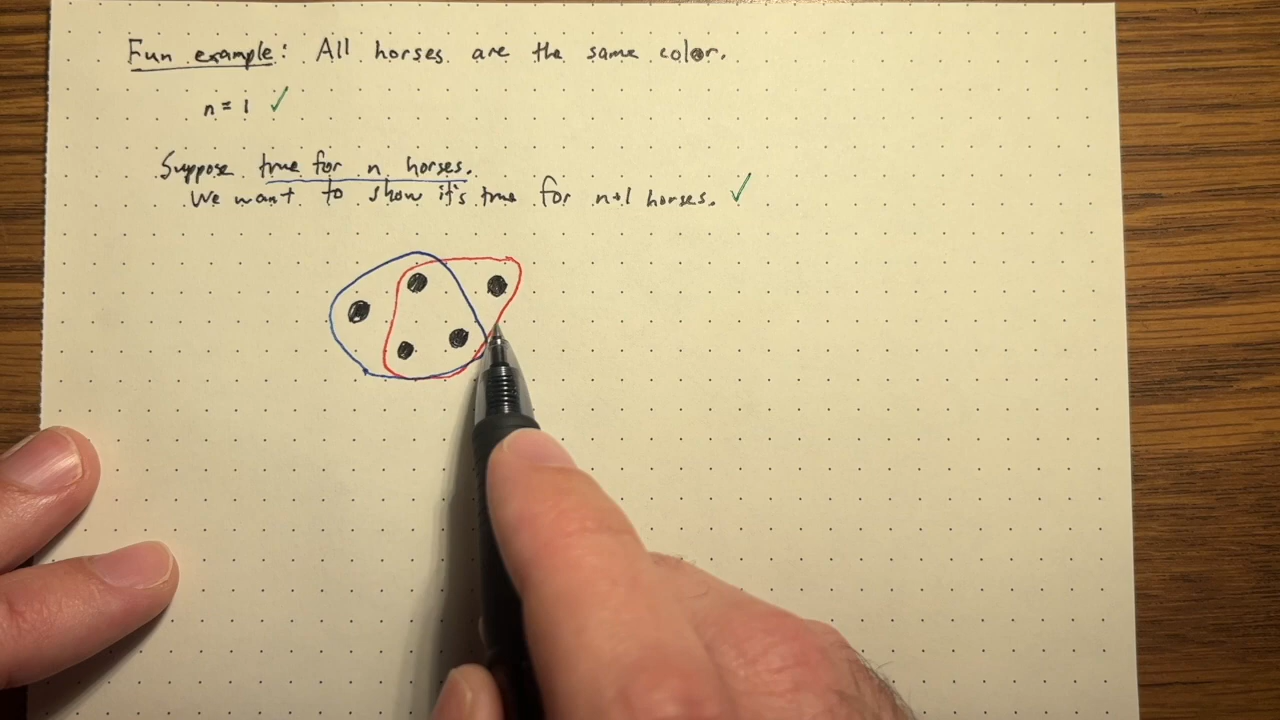 Fun example: All horses are the same color.
n = 1 ✓
Suppose true for n horses.
We want to show it's true for n+1 horses. ✓